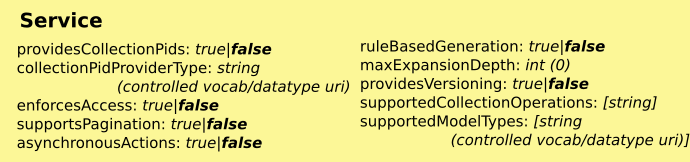 Service
providesCollectionPids: true|false
collectionPidProviderType: string
(controlled vocab/datatype uri)
enforcesAccess: true|false
supportsPagination: true|false
asynchronousActions: true|false
ruleBasedGeneration: true|false
maxExpansionDepth: int (0)
providesVersioning: true|false
supportedCollectionOperations: [string]
supportedModelTypes: [string
(controlled vocab/datatype uri)]